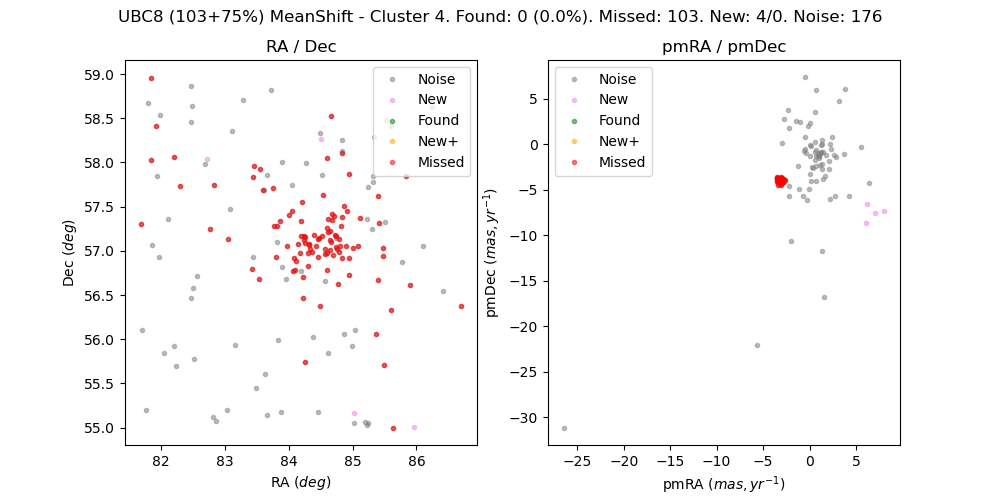 UBC8 (103+75%) MeanShift - Cluster 4. Found: 0 (0.0%). Missed: 103. New: 4/0. Noise: 176
RA / Dec
Noise
New
Found
New+
Missed
59.0
58.5
58.0
57.5
57.0
56.5
56.0
55.5
55.0
Dec (deg)
82 83 84 85 86
RA (deg)
pmRA / pmDec
Noise
New
Found
New+
Missed
5
0
−5
−10
−15
−20
−25
−30
pmDec (mas, yr⁻¹)
−25 −20 −15 −10 −5 0 5
pmRA (mas, yr⁻¹)